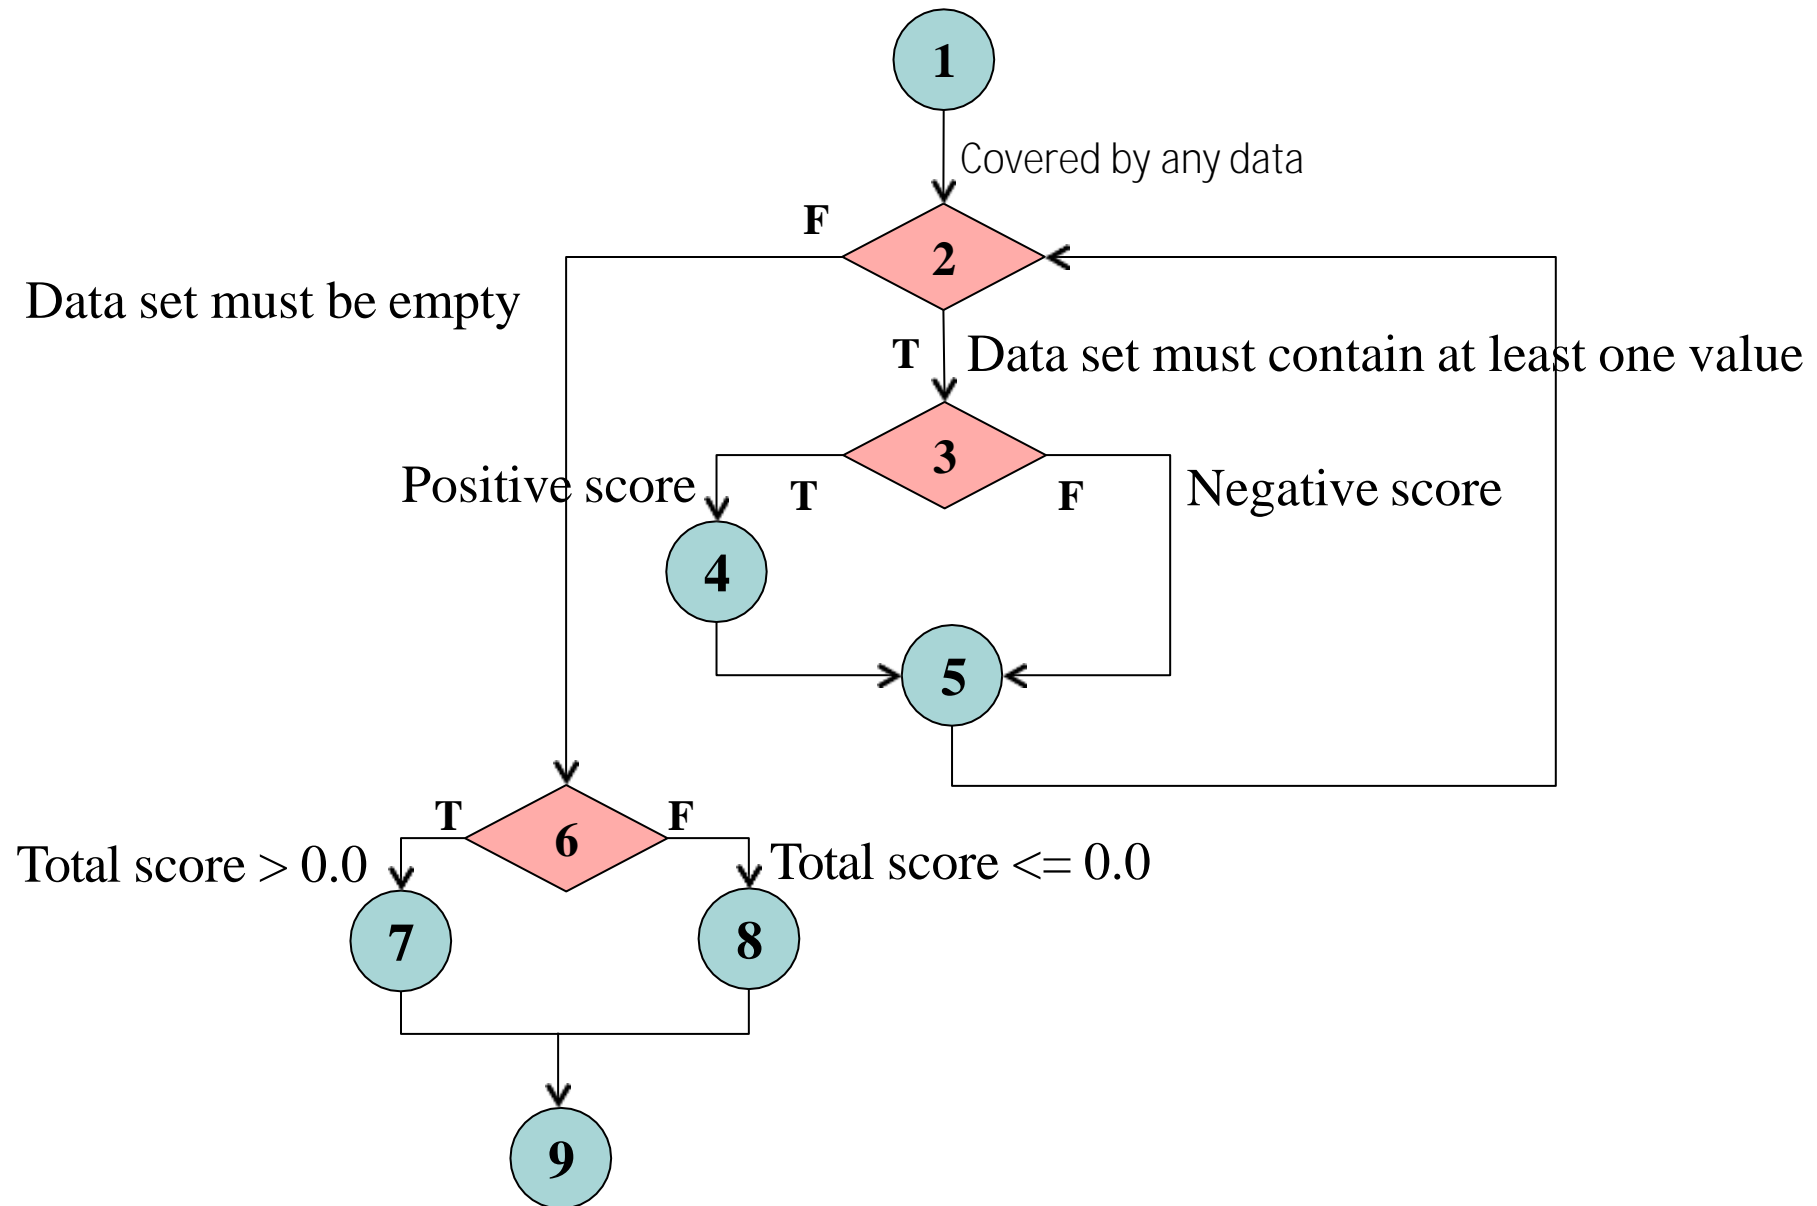 1
Covered by any data
F
2
Data set must be empty
T
Data set must contain at least one value
3
Positive score
T
F
Negative score
4
5
T
6
F
Total score > 0.0
Total score <= 0.0
7
8
9